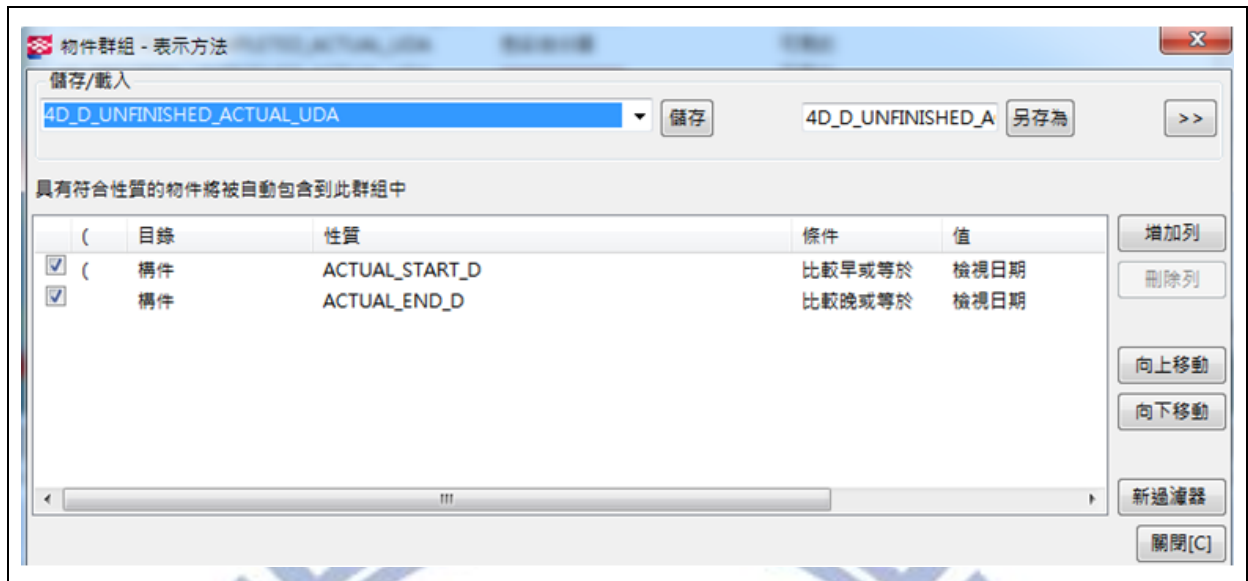 物件群組 - 表示方法
儲存/載入
4D_D_UNFINISHED_ACTUAL_UDA 儲存 4D_D_UNFINISHED_A 另存為 >>
具有符合性質的物件將被自動包含到此群組中
( 目錄 性質 條件 值 增加列
( 構件 ACTUAL_START_D 比較早或等於 檢視日期
刪除列
構件 ACTUAL_END_D 比較晚或等於 檢視日期
向上移動
向下移動
新過濾器
關閉[C]